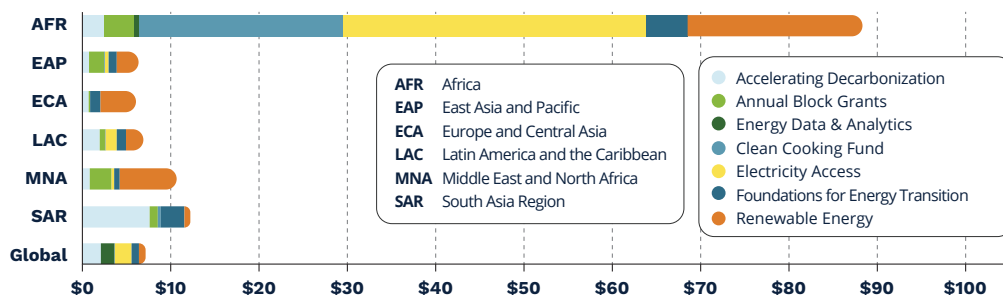 AFR
EAP
ECA
LAC
MNA
SAR
Global
$0 $10 $20 $30 $40 $50 $60 $70 $80 $90 $100
AFR Africa
EAP East Asia and Pacific
ECA Europe and Central Asia
LAC Latin America and the Caribbean
MNA Middle East and North Africa
SAR South Asia Region
Accelerating Decarbonization
Annual Block Grants
Energy Data & Analytics
Clean Cooking Fund
Electricity Access
Foundations for Energy Transition
Renewable Energy